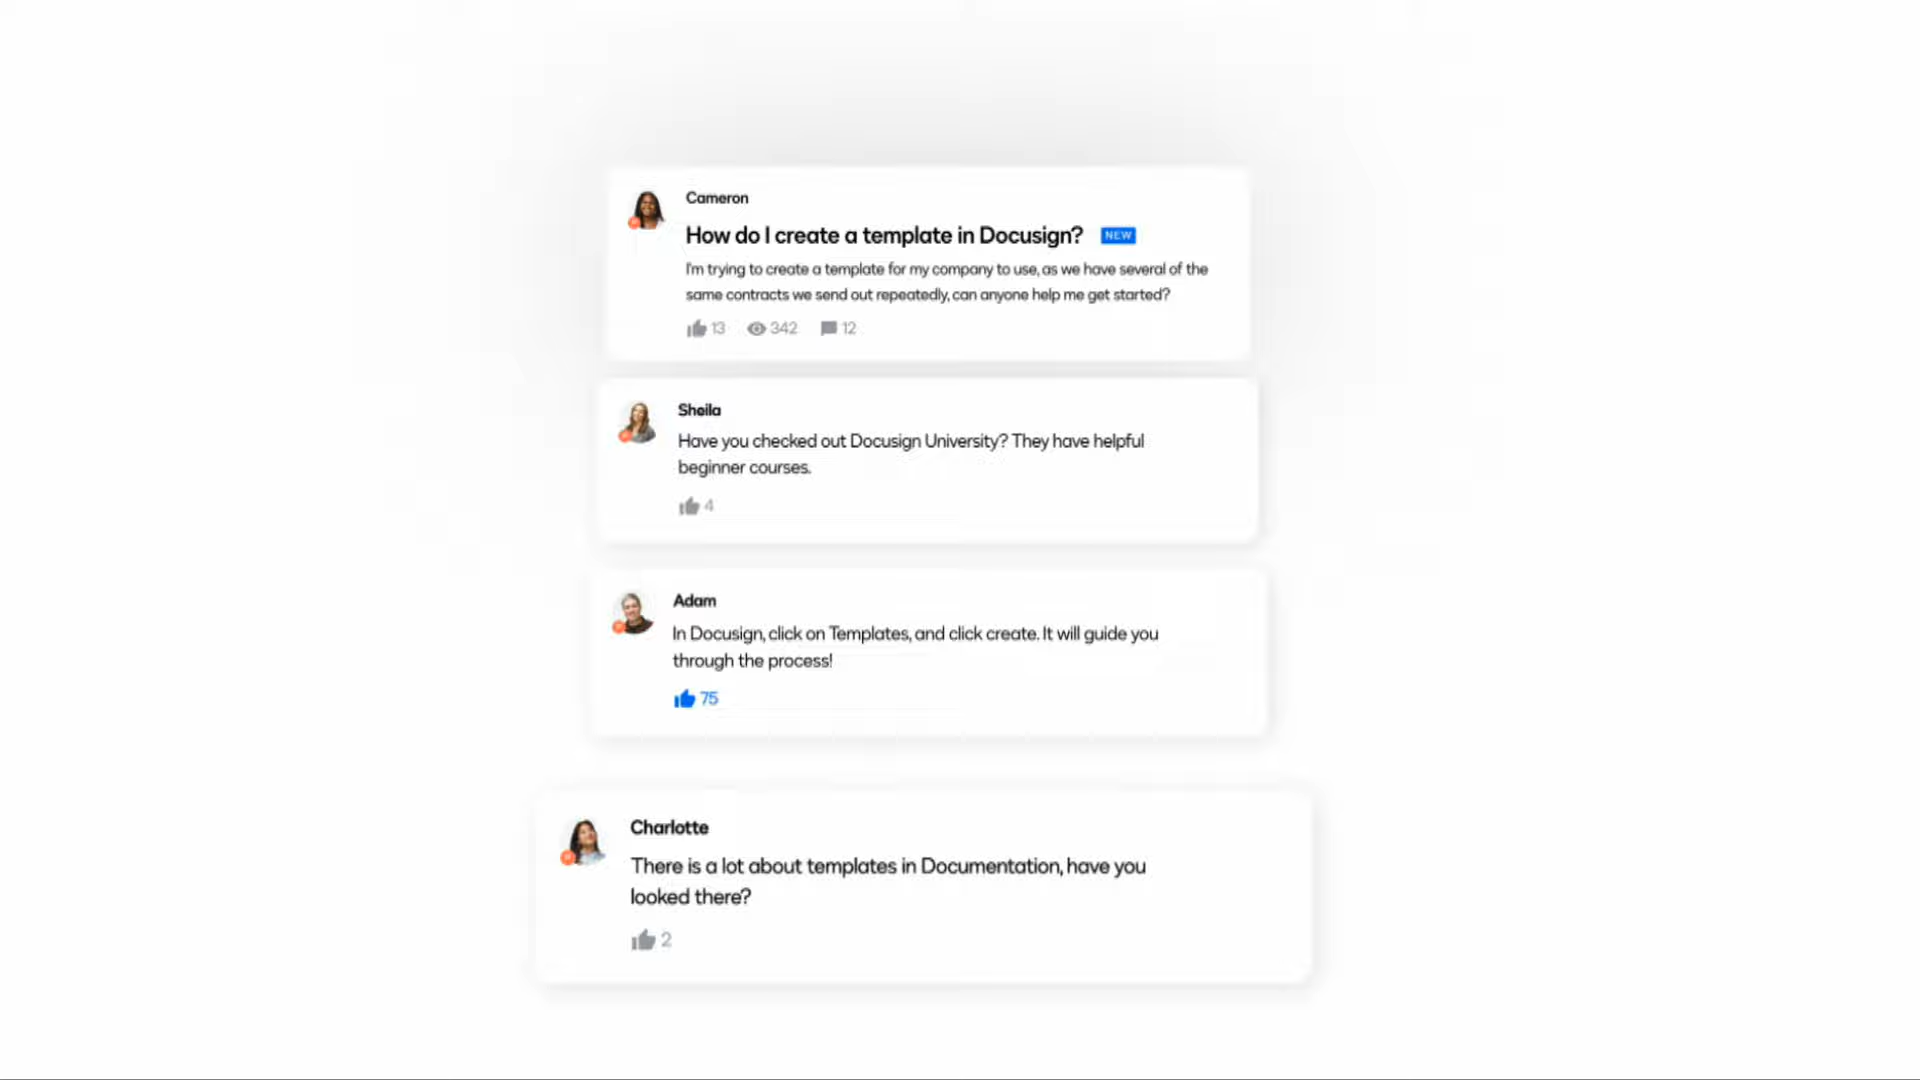 Cameron
How do I create a template in Docusign? NEW
I'm trying to create a template for my company to use, as we have several of the
same contracts we send out repeatedly, can anyone help me get started?
13 342 12
Sheila
Have you checked out Docusign University? They have helpful
beginner courses.
4
Adam
In Docusign, click on Templates, and click create. It will guide you
through the process!
75
Charlotte
There is a lot about templates in Documentation, have you
looked there?
2